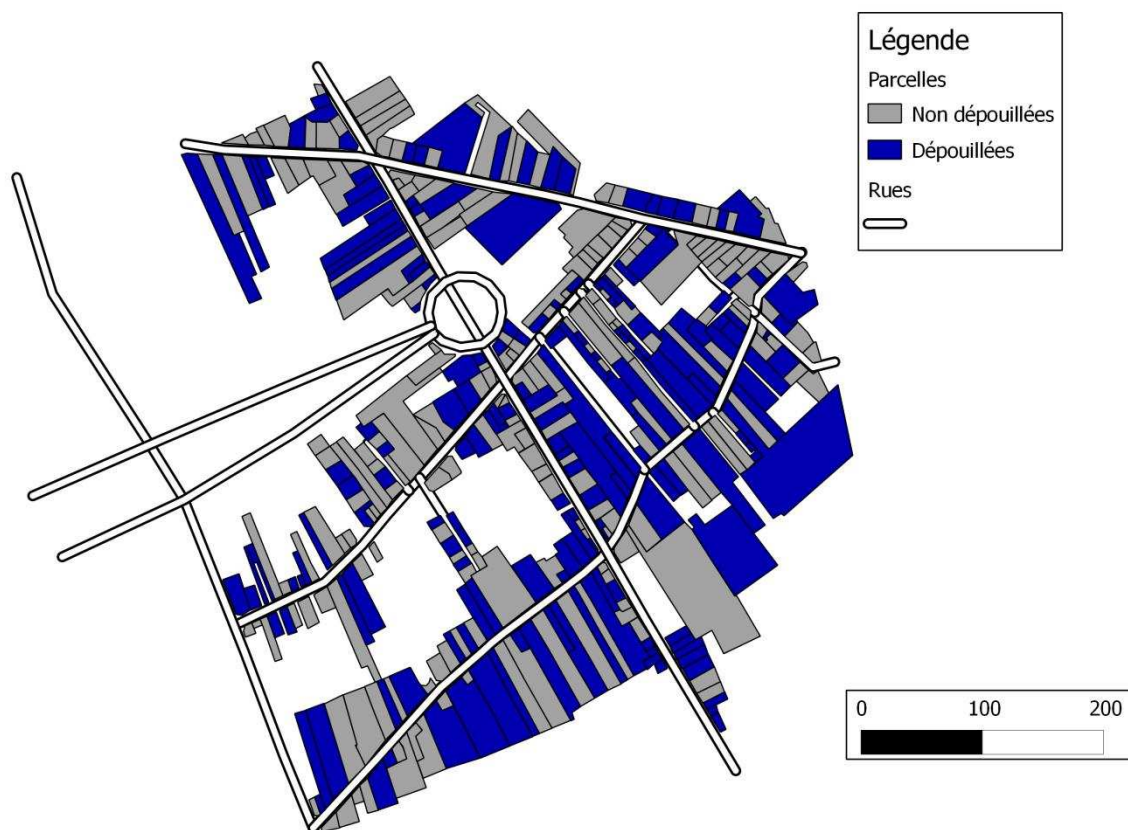 Légende
Parcelles
Non dépouillées
Dépouillées
Rues
0 100 200